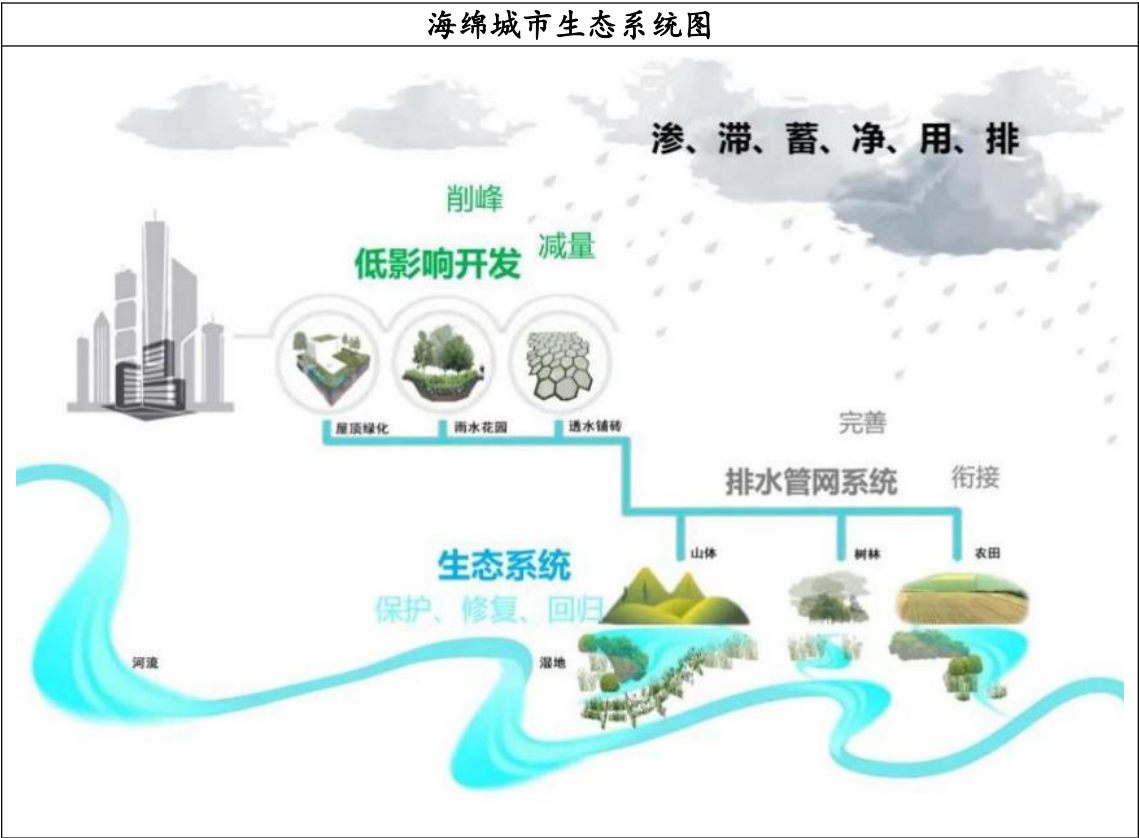 海绵城市生态系统图
渗、滞、蓄、净、用、排
削峰
减量
低影响开发
屋顶绿化
雨水花园
透水铺砖
完善
排水管网系统
衔接
山体
树林
农田
生态系统
保护、修复、回归
河流
湿地